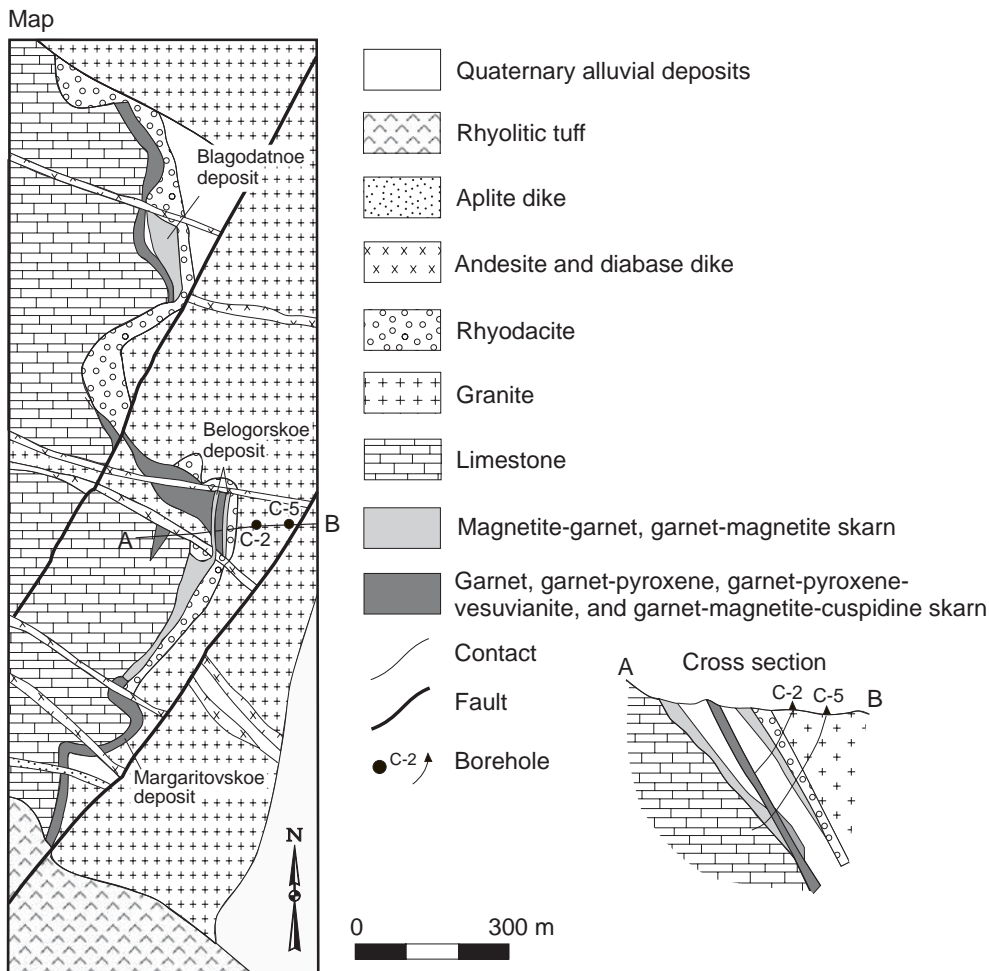 Map
Blagodatnoe
deposit
Belogorskoe
deposit
C-5
A
C-2
B
Margaritovskoe
deposit
N
Quaternary alluvial deposits
Rhyolitic tuff
Aplite dike
Andesite and diabase dike
Rhyodacite
Granite
Limestone
Magnetite-garnet, garnet-magnetite skarn
Garnet, garnet-pyroxene, garnet-pyroxene-
vesuvianite, and garnet-magnetite-cuspidine skarn
Contact
Fault
C-2 Borehole
Cross section
A
C-2 C-5
B
0 300 m